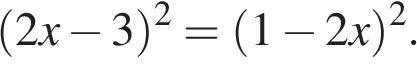 (2x − 3)² = (1 − 2x)².